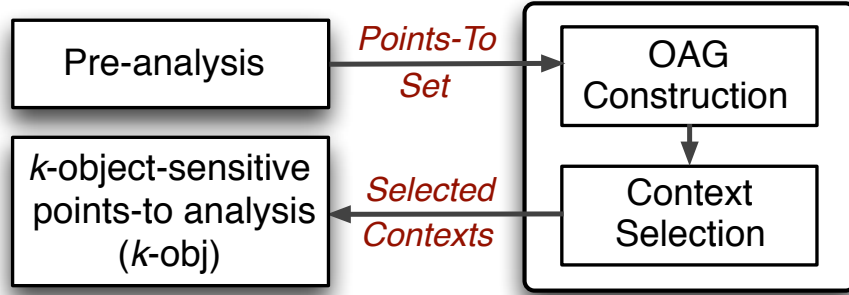 Pre-analysis
Points-To
Set
OAG
Construction
k-object-sensitive
points-to analysis
(k-obj)
Selected
Contexts
Context
Selection